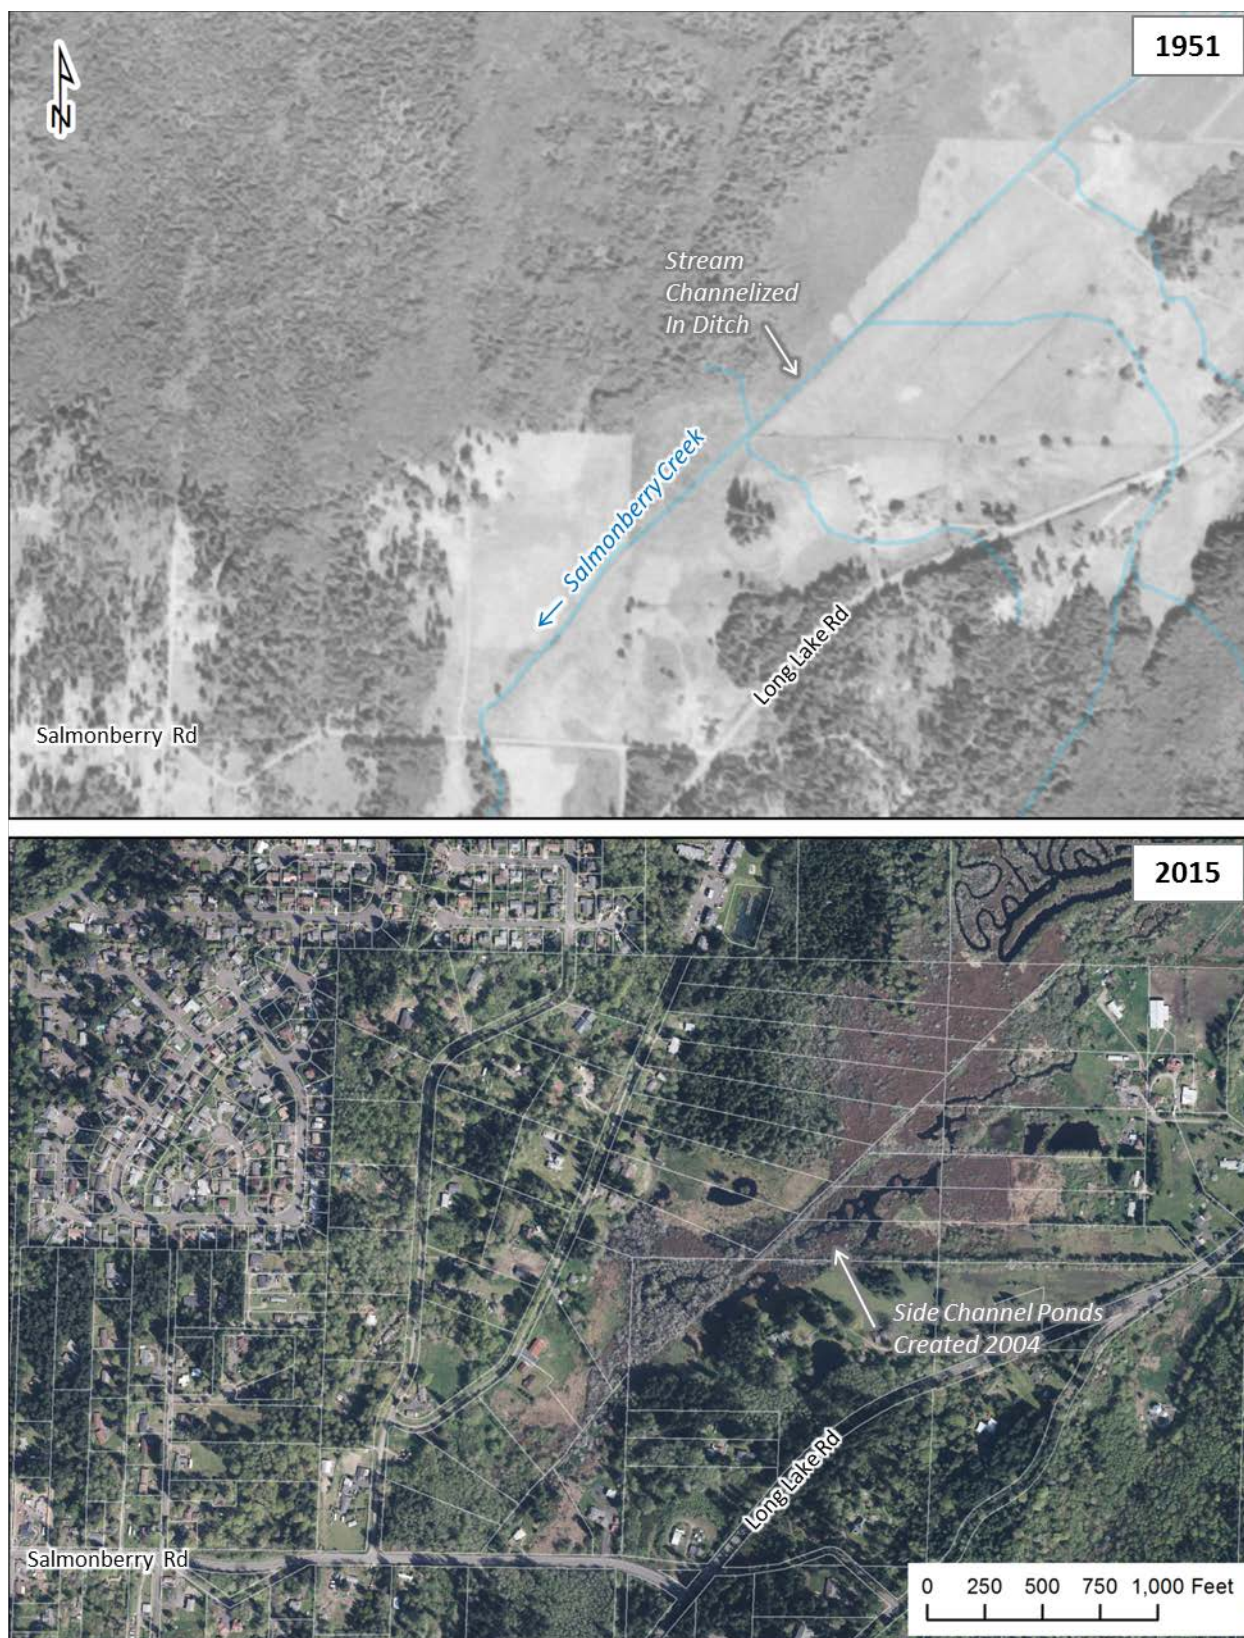 1951
N
Stream
Channelized
In Ditch
← Salmonberry Creek
Long Lake Rd
Salmonberry Rd
2015
Side Channel Ponds
Created 2004
Long Lake Rd
Salmonberry Rd
0 250 500 750 1,000 Feet